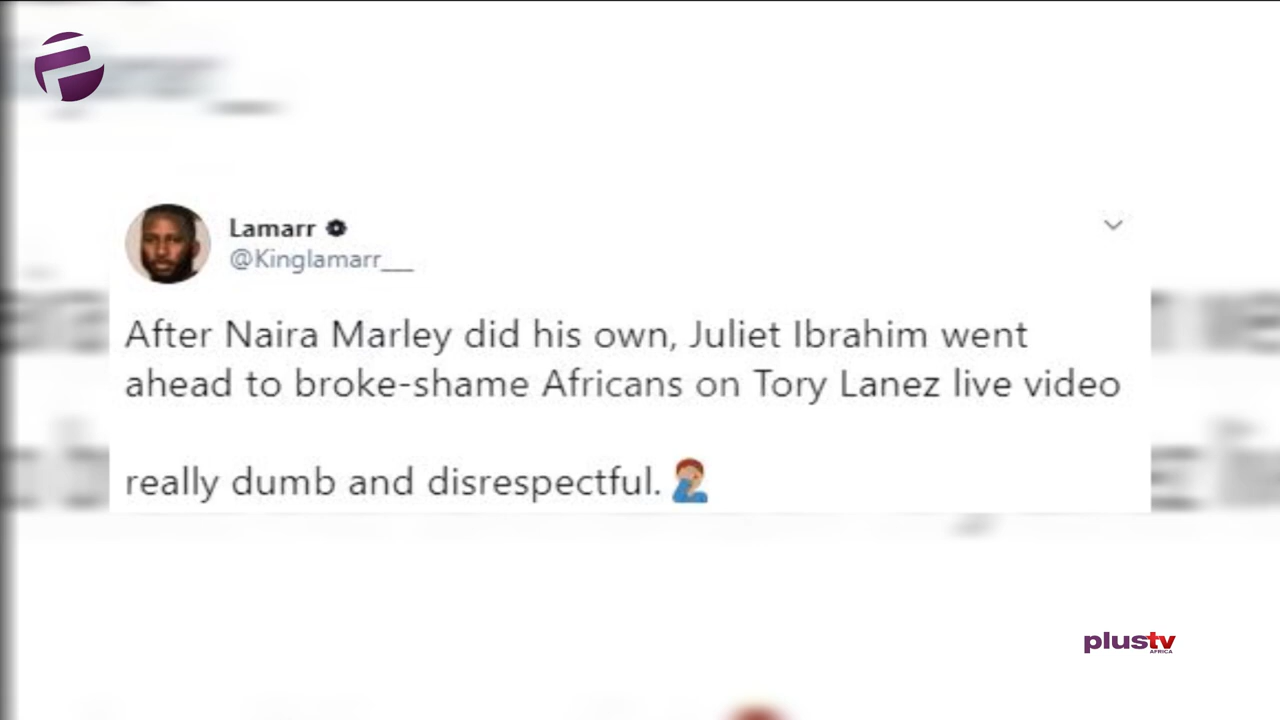 Lamarr
@Kinglamarr___
After Naira Marley did his own, Juliet Ibrahim went
ahead to broke-shame Africans on Tory Lanez live video
really dumb and disrespectful. 🤦🏽‍♂️
plustv
AFRICA